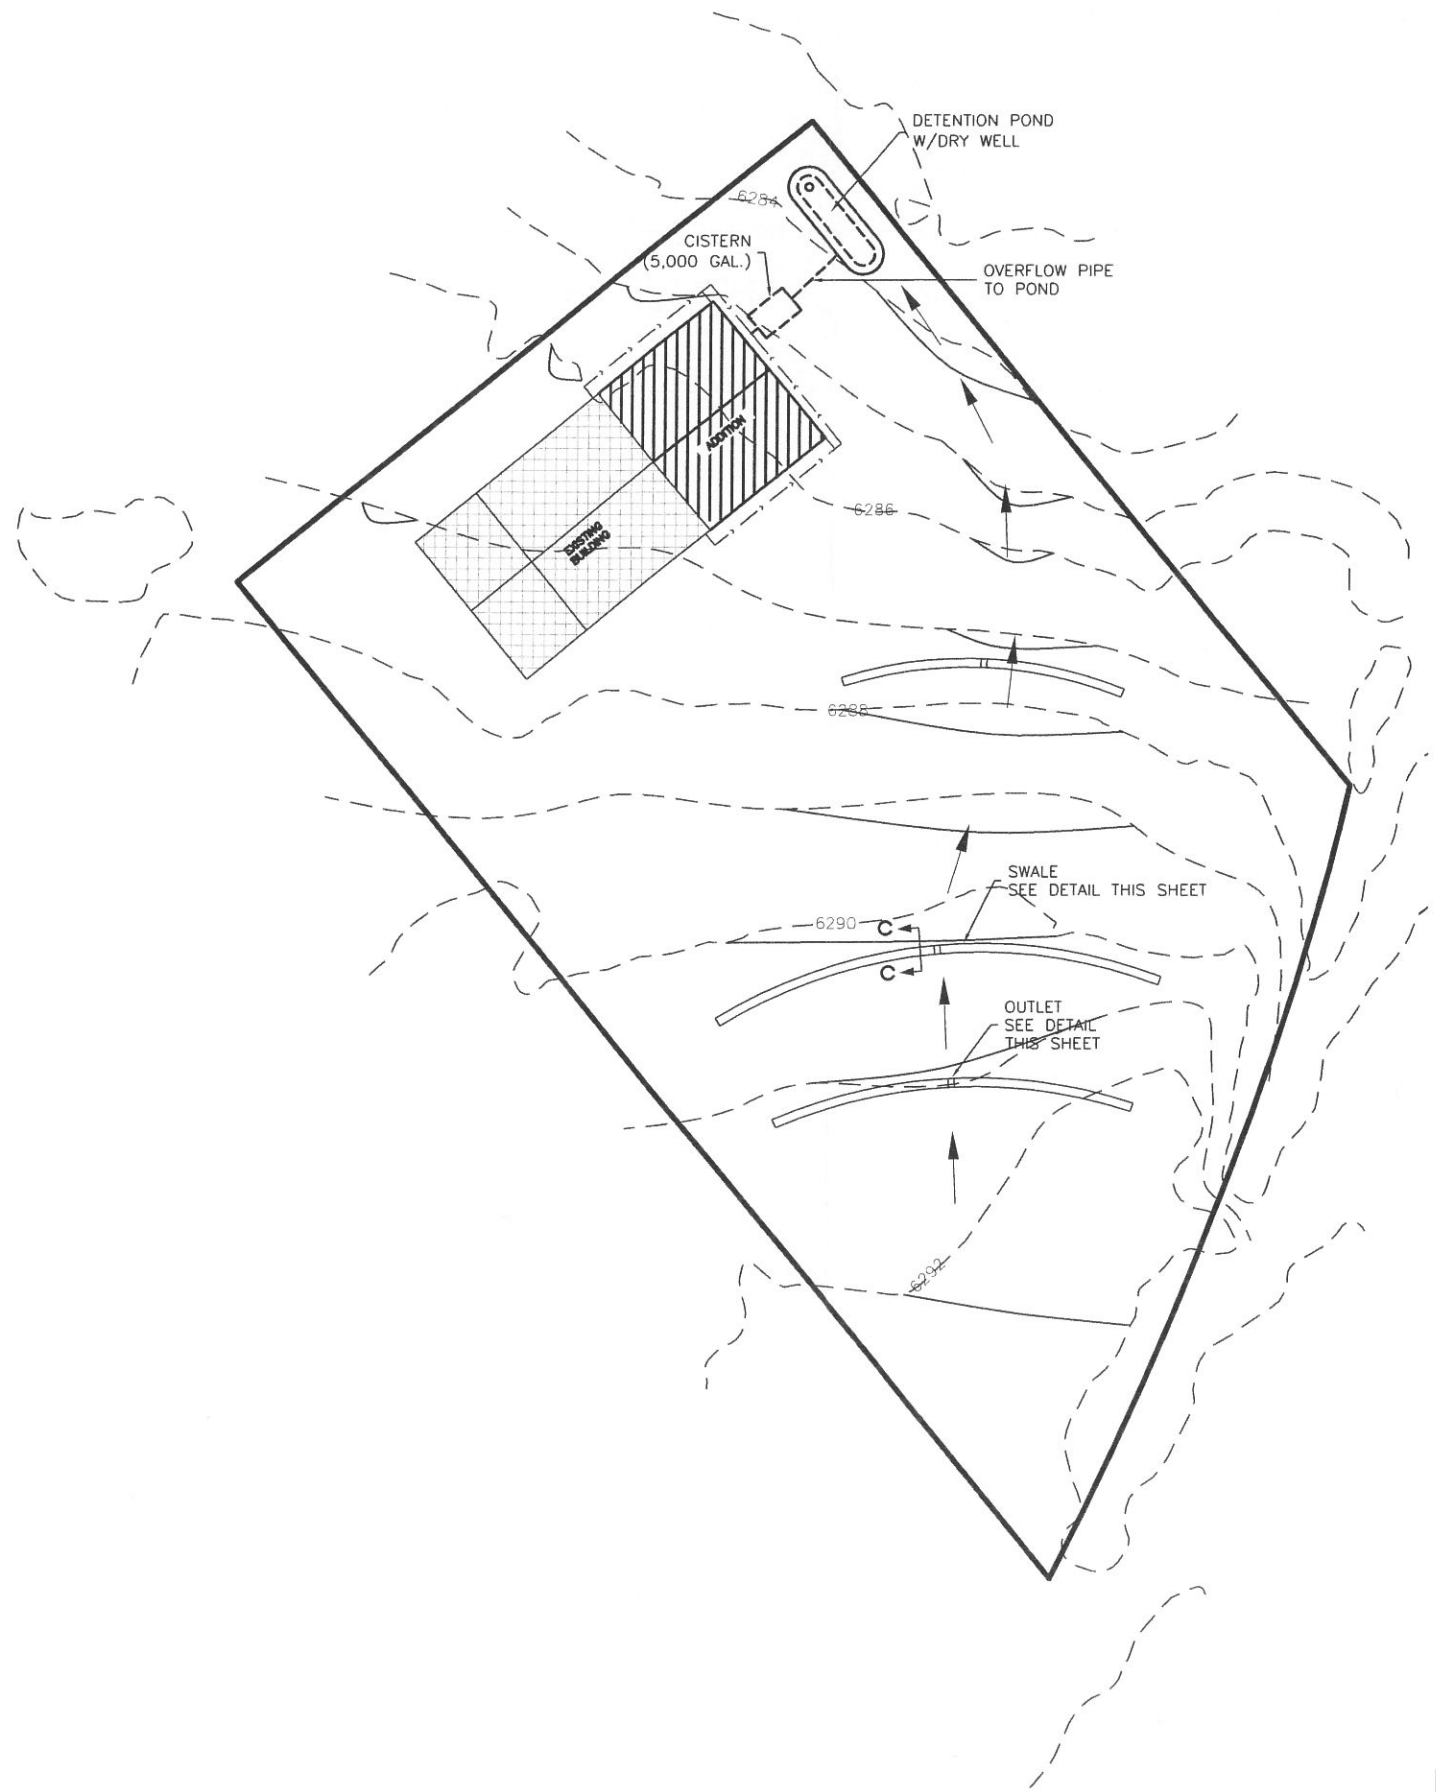 DETENTION POND
W/DRY WELL
6284
CISTERN
(5,000 GAL.)
OVERFLOW PIPE
TO POND
ADDITION
6286
EXISTING
BUILDING
6288
SWALE
SEE DETAIL THIS SHEET
6290
C
C
OUTLET
SEE DETAIL
THIS SHEET
6292